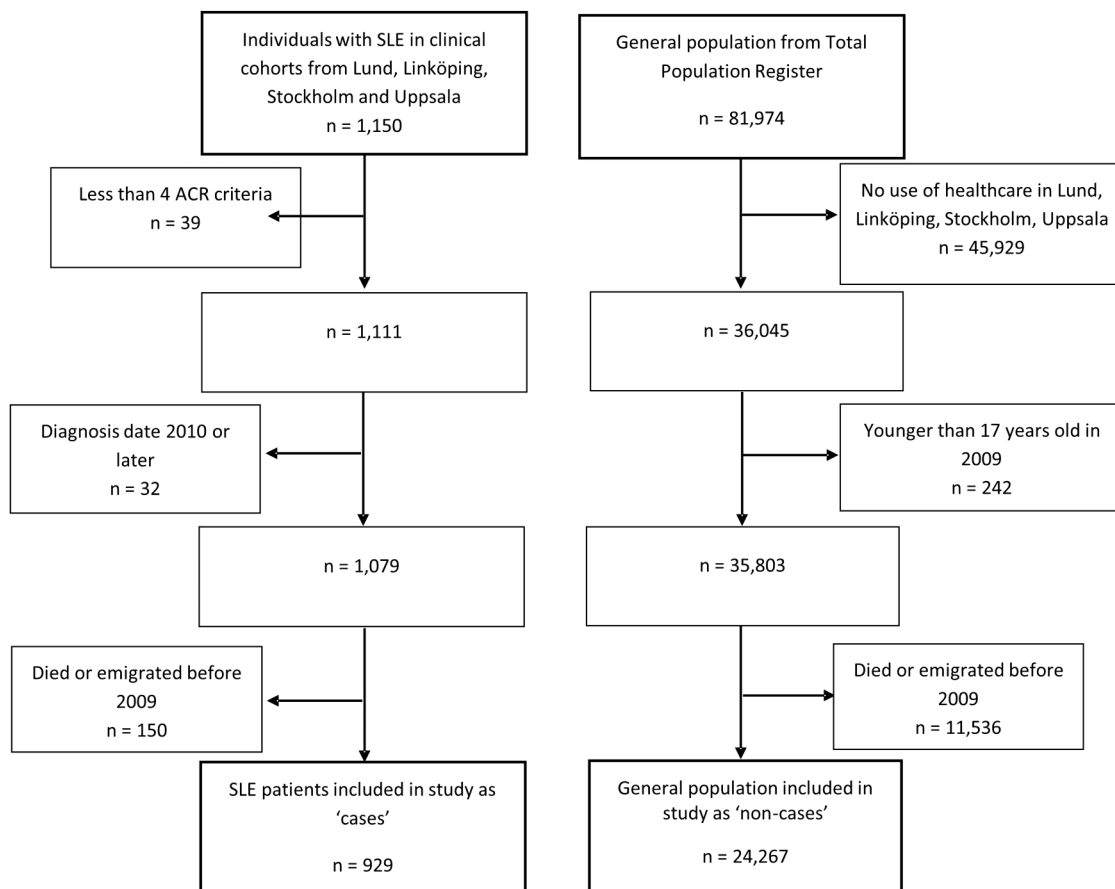 Individuals with SLE in clinical
cohorts from Lund, Linköping,
Stockholm and Uppsala
n = 1,150
General population from Total
Population Register
n = 81,974
Less than 4 ACR criteria
n = 39
No use of healthcare in Lund,
Linköping, Stockholm, Uppsala
n = 45,929
n = 1,111
n = 36,045
Diagnosis date 2010 or
later
n = 32
Younger than 17 years old in
2009
n = 242
n = 1,079
n = 35,803
Died or emigrated before
2009
n = 150
Died or emigrated before
2009
n = 11,536
SLE patients included in study as
‘cases’
n = 929
General population included in
study as ‘non-cases’
n = 24,267